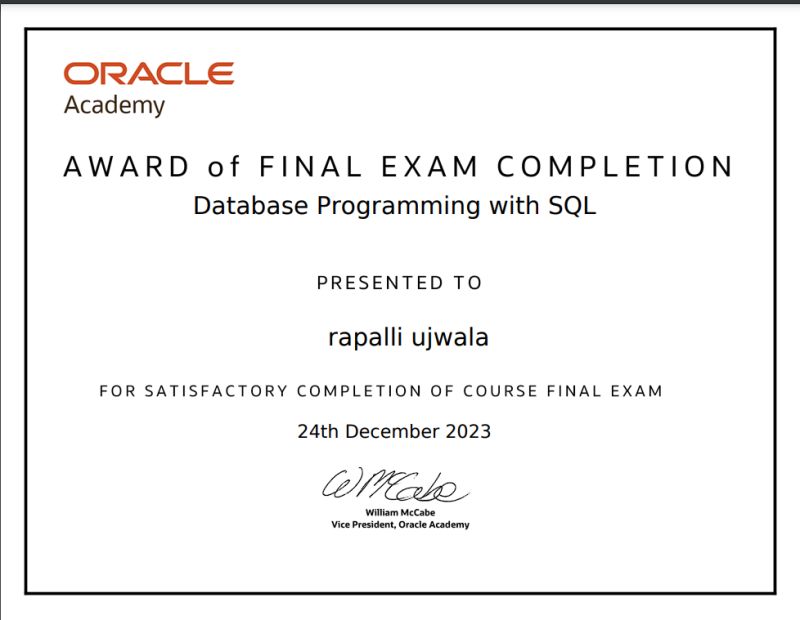 ORACLE
Academy
AWARD of FINAL EXAM COMPLETION
Database Programming with SQL
PRESENTED TO
rapalli ujwala
FOR SATISFACTORY COMPLETION OF COURSE FINAL EXAM
24th December 2023
WMcCabe
William McCabe
Vice President, Oracle Academy